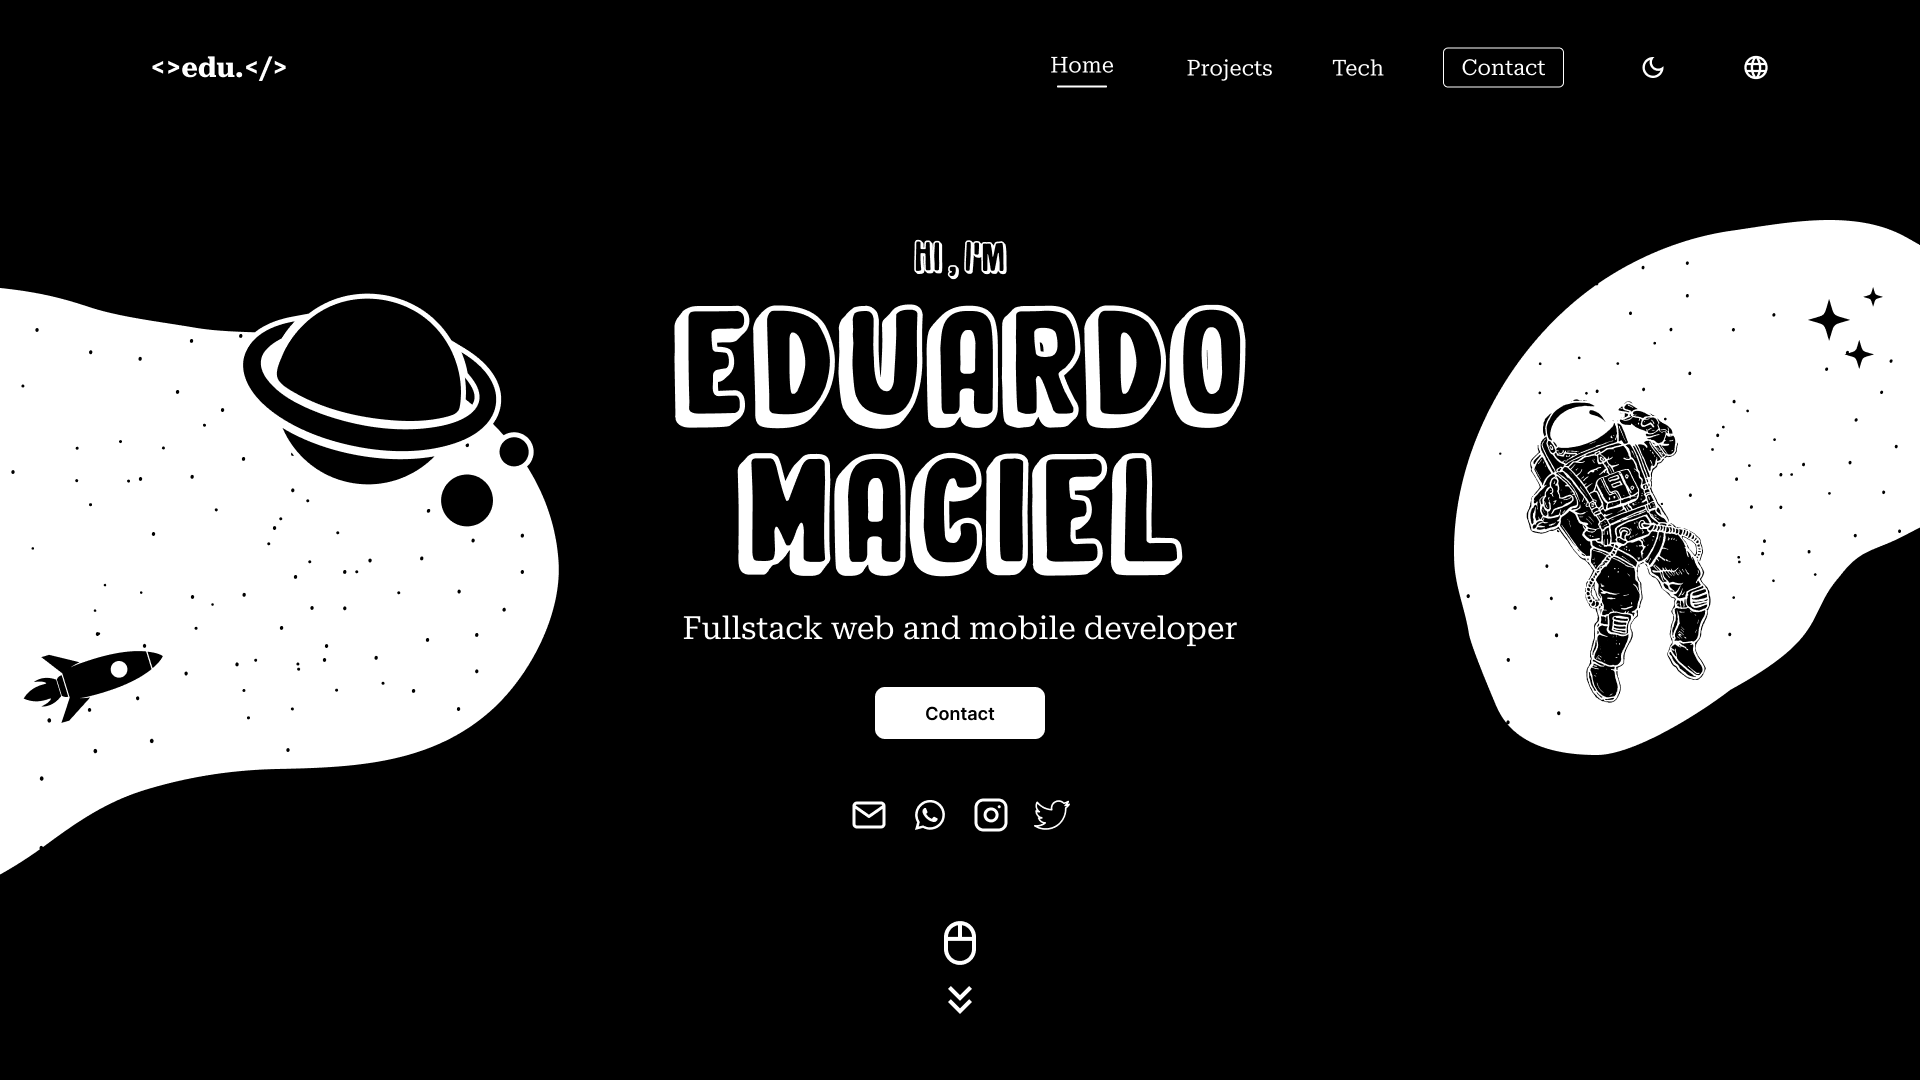 <>edu.</>
Home Projects Tech Contact
HI, I'M
EDUARDO
MACIEL
Fullstack web and mobile developer
Contact